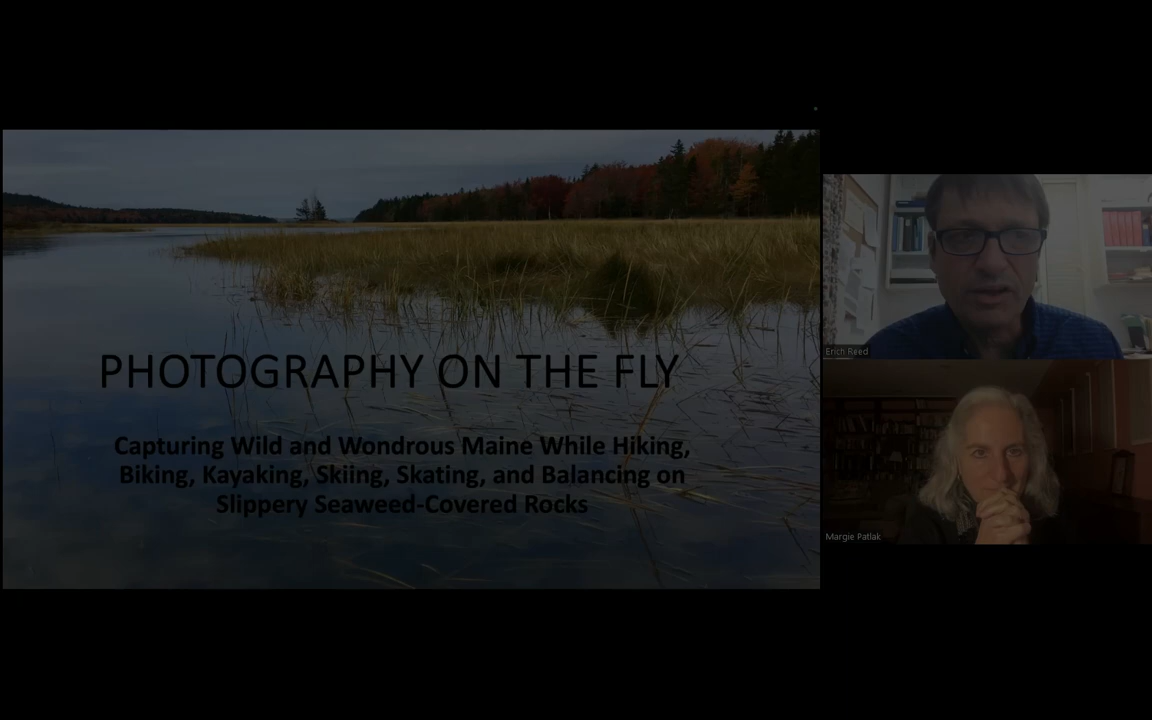 PHOTOGRAPHY ON THE FLY
Capturing Wild and Wondrous Maine While Hiking,
Biking, Kayaking, Skiing, Skating, and Balancing on
Slippery Seaweed-Covered Rocks
Erich Reed
Margie Patlak